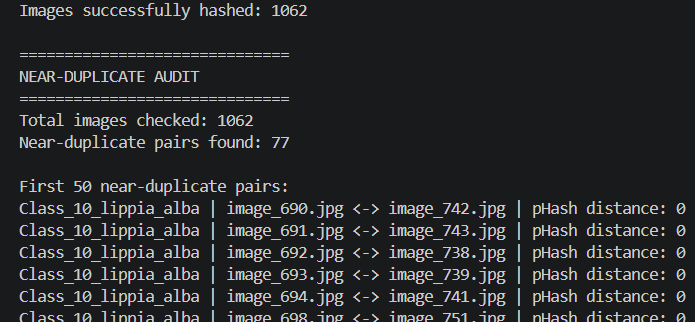 Images successfully hashed: 1062
==============================
NEAR-DUPLICATE AUDIT
==============================
Total images checked: 1062
Near-duplicate pairs found: 77
First 50 near-duplicate pairs:
Class_10_lippia_alba | image_690.jpg <-> image_742.jpg | pHash distance: 0
Class_10_lippia_alba | image_691.jpg <-> image_743.jpg | pHash distance: 0
Class_10_lippia_alba | image_692.jpg <-> image_738.jpg | pHash distance: 0
Class_10_lippia_alba | image_693.jpg <-> image_739.jpg | pHash distance: 0
Class_10_lippia_alba | image_694.jpg <-> image_741.jpg | pHash distance: 0
Class_10_lippia_alba | image_698.jpg <-> image_751.jpg | pHash distance: 0